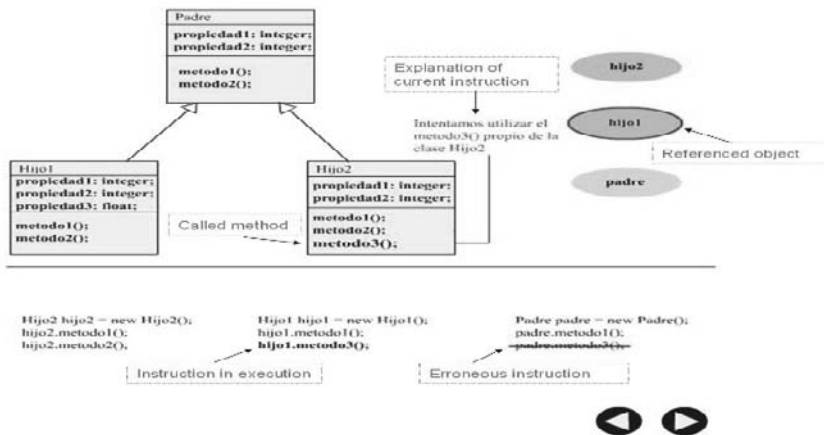 Padre
propiedad1: integer;
propiedad2: integer;
metodo1();
metodo2();
Explanation of
current instruction
Intentamos utilizar el
metodo3() propio de la
clase Hijo2
hijo2
hijo1
Referenced object
padre
Hijo1
propiedad1: integer;
propiedad2: integer;
propiedad3: float;
metodo1();
metodo2();
Called method
Hijo2
propiedad1: integer;
propiedad2: integer;
metodo1();
metodo2();
metodo3();
Hijo2 hijo2 = new Hijo2();
hijo2.metodo1();
hijo2.metodo2();
Hijo1 hijo1 = new Hijo1();
hijo1.metodo1();
hijo1.metodo3();
Padre padre = new Padre();
padre.metodo1();
padre.metodo3();
Instruction in execution
Erroneous instruction